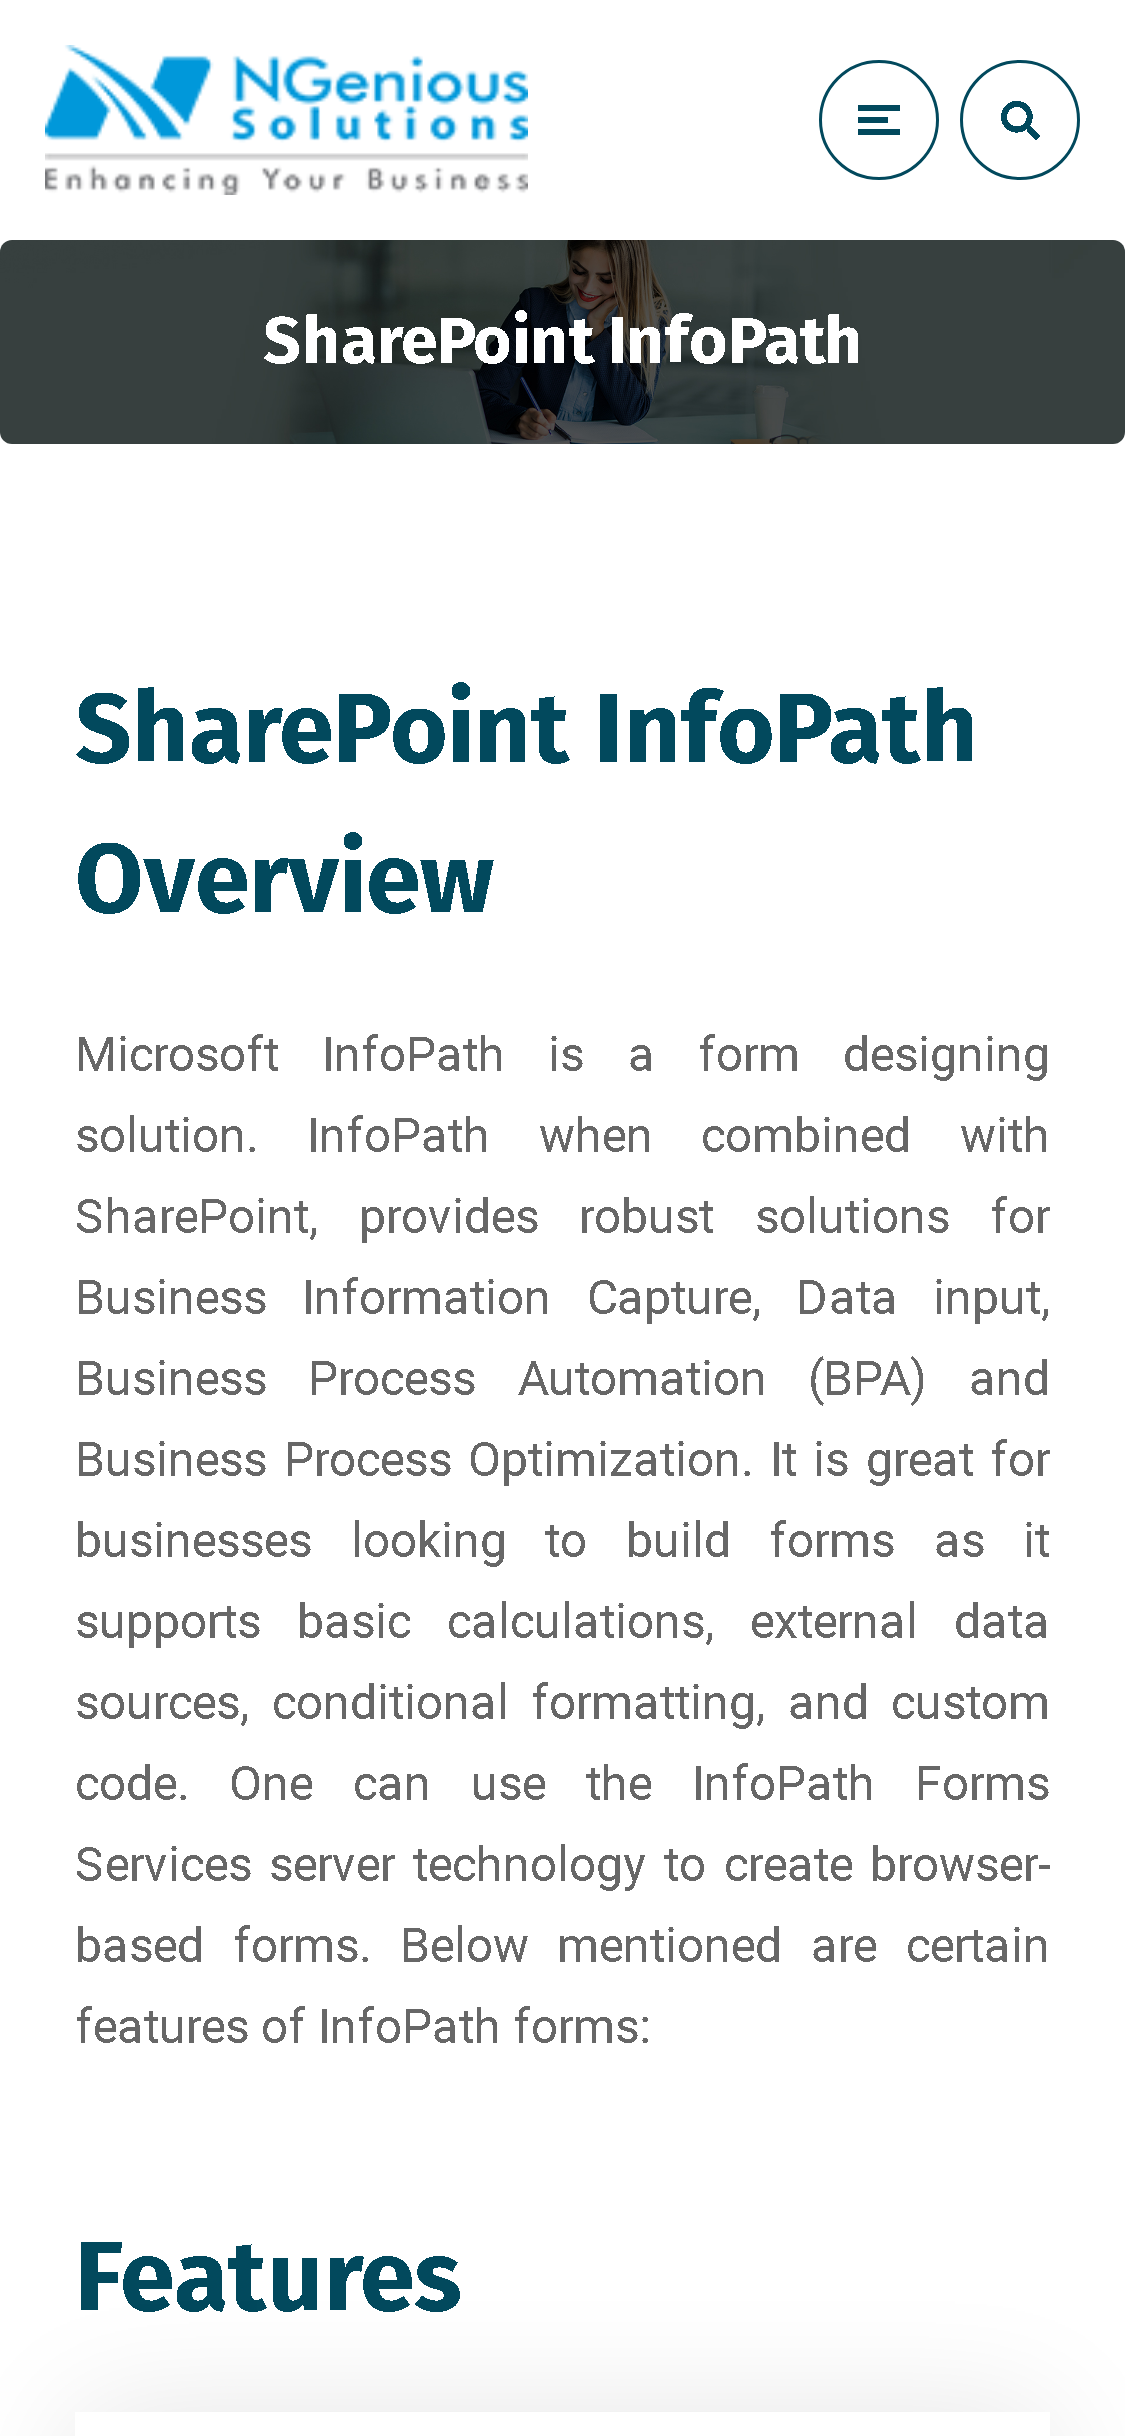 NGenious
Solutions
Enhancing Your Business
SharePoint InfoPath
SharePoint InfoPath
Overview
Microsoft InfoPath is a form designing
solution. InfoPath when combined with
SharePoint, provides robust solutions for
Business Information Capture, Data input,
Business Process Automation (BPA) and
Business Process Optimization. It is great for
businesses looking to build forms as it
supports basic calculations, external data
sources, conditional formatting, and custom
code. One can use the InfoPath Forms
Services server technology to create browser-
based forms. Below mentioned are certain
features of InfoPath forms:
Features